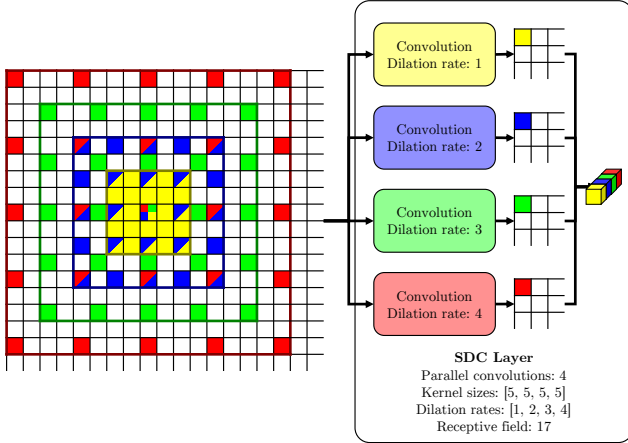 Convolution
Dilation rate: 1
Convolution
Dilation rate: 2
Convolution
Dilation rate: 3
Convolution
Dilation rate: 4
SDC Layer
Parallel convolutions: 4
Kernel sizes: [5, 5, 5, 5]
Dilation rates: [1, 2, 3, 4]
Receptive field: 17